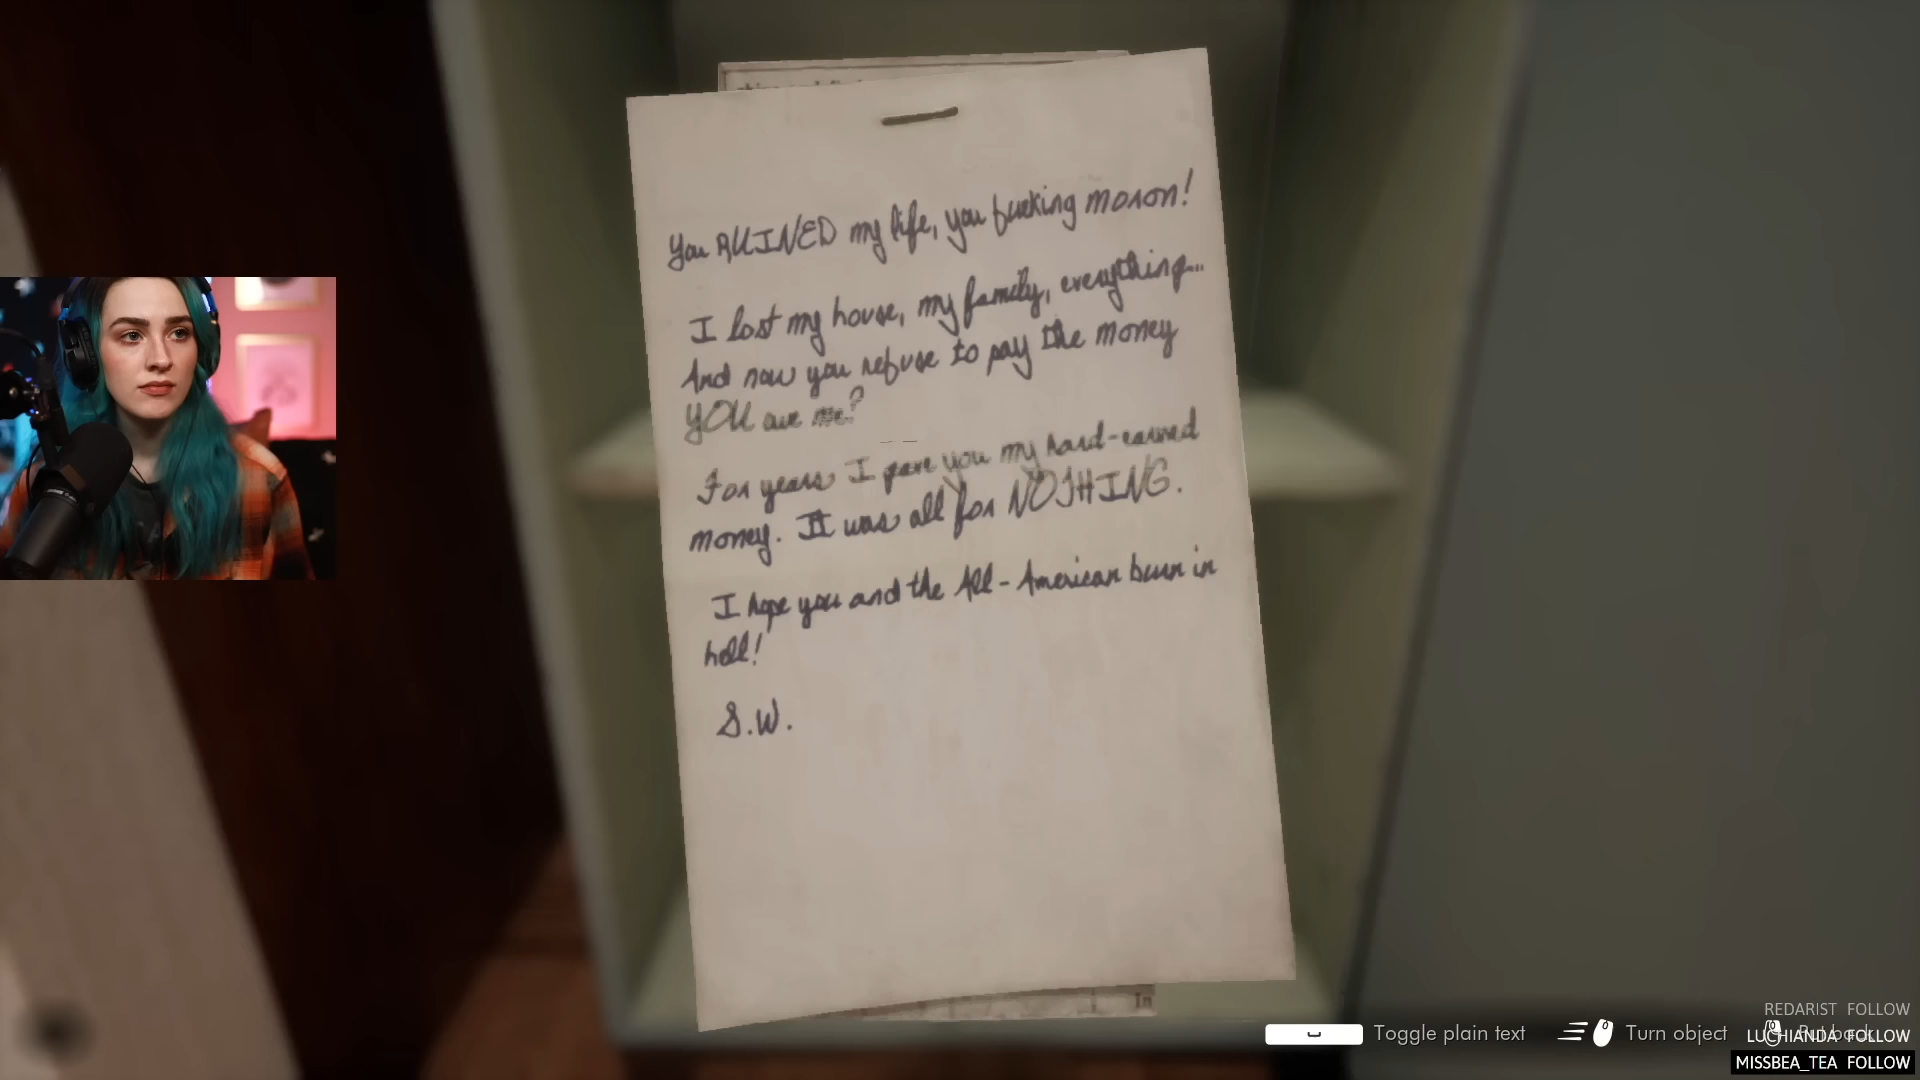 You RUINED my life, you fucking moron!
I lost my house, my family, everything...
And now you refuse to pay the money
YOU owe me?
For years I gave you my hard-earned
money. It was all for NOTHING.
I hope you and the All-American burn in
hell!
S.W.
Toggle plain text
Turn object
REDARIST FOLLOW
LUCHIANDA FOLLOW
MISSBEA_TEA FOLLOW